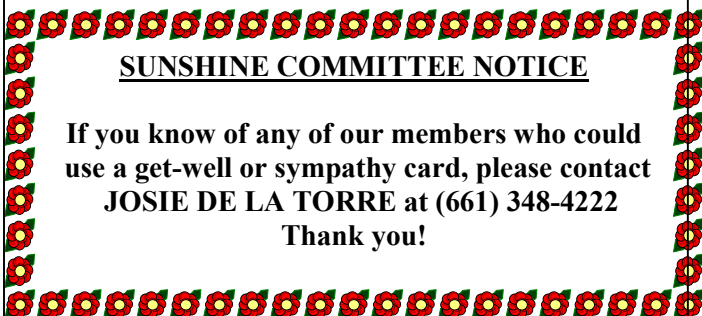 SUNSHINE COMMITTEE NOTICE
If you know of any of our members who could
use a get-well or sympathy card, please contact
JOSIE DE LA TORRE at (661) 348-4222
Thank you!